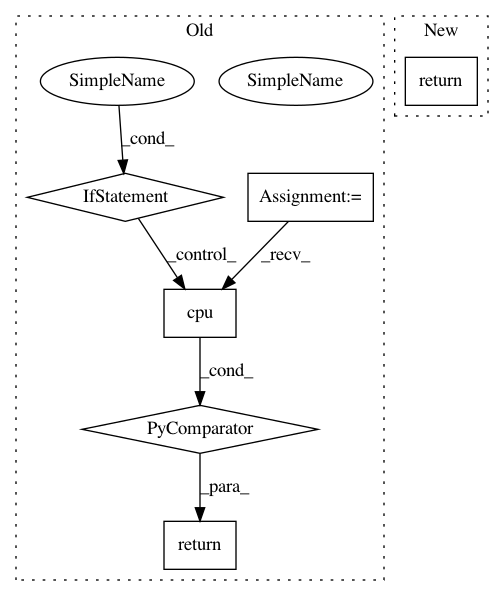 Old
New
SimpleName
SimpleName
return
_cond_
IfStatement
Assignment:=
_control_
_recv_
cpu
_cond_
PyComparator
_para_
return